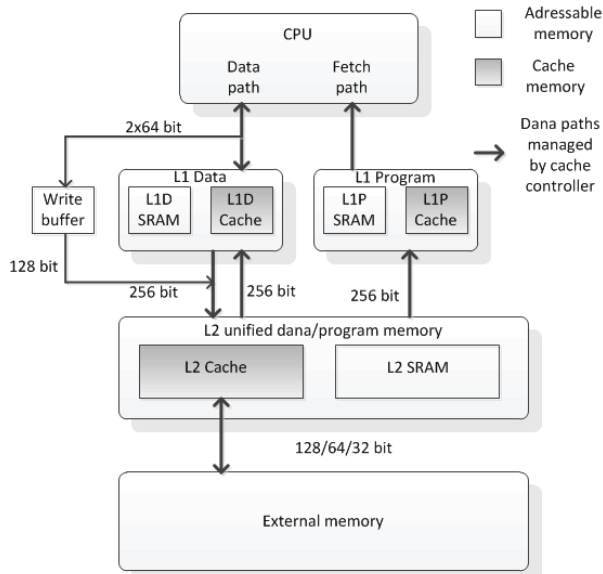 CPU
Data
path
Fetch
path
Adressable
memory
Cache
memory
Dana paths
managed
by cache
controller
2x64 bit
Write
buffer
L1 Data
L1D
SRAM
L1D
Cache
L1 Program
L1P
SRAM
L1P
Cache
128 bit
256 bit
256 bit
256 bit
L2 unified dana/program memory
L2 Cache
L2 SRAM
128/64/32 bit
External memory